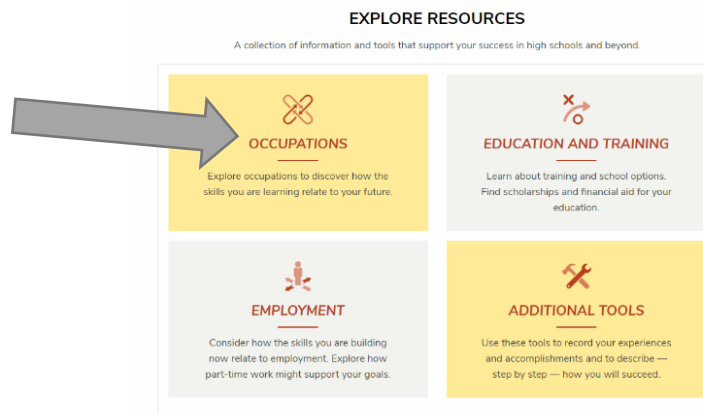 EXPLORE RESOURCES
A collection of information and tools that support your success in high schools and beyond.
OCCUPATIONS
Explore occupations to discover how the
skills you are learning relate to your future.
EDUCATION AND TRAINING
Learn about training and school options.
Find scholarships and financial aid for your
education.
EMPLOYMENT
Consider how the skills you are building
now relate to employment. Explore how
part-time work might support your goals.
ADDITIONAL TOOLS
Use these tools to record your experiences
and accomplishments and to describe —
step by step — how you will succeed.